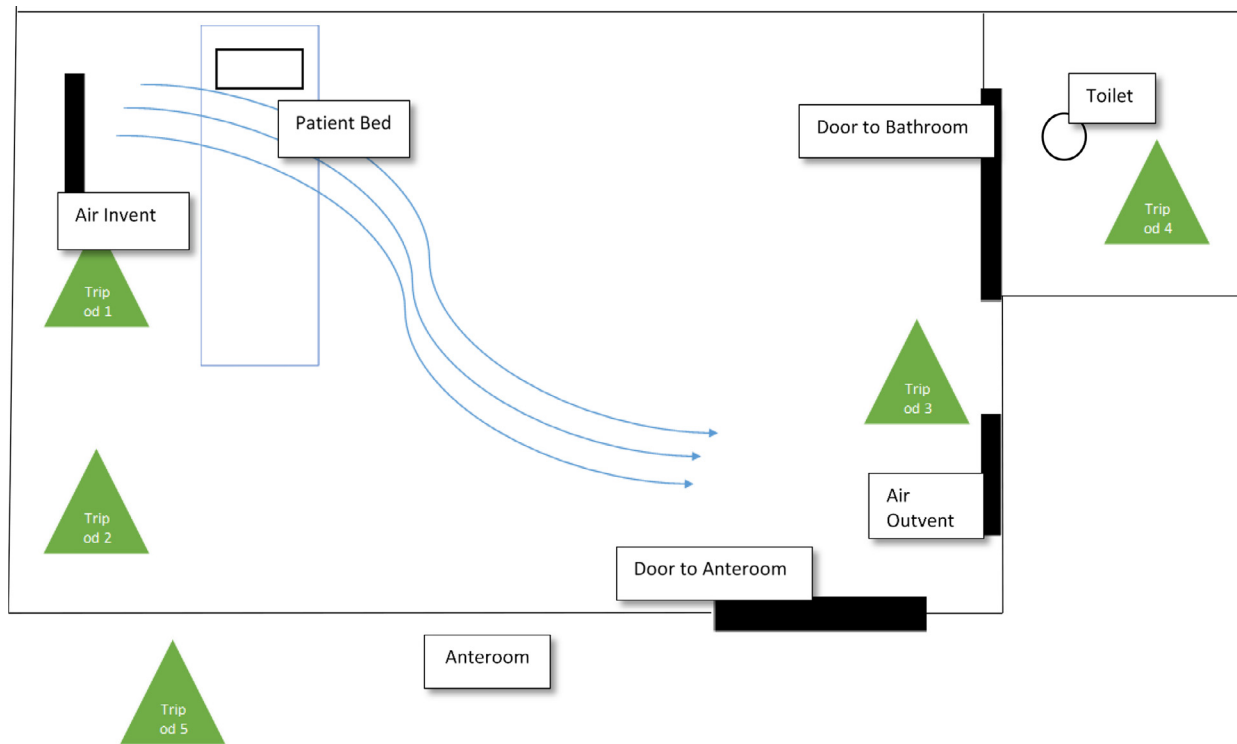 Patient Bed
Door to Bathroom
Toilet
Air Invent
Trip
od 1
Trip
od 4
Trip
od 3
Trip
od 2
Air
Outvent
Door to Anteroom
Anteroom
Trip
od 5